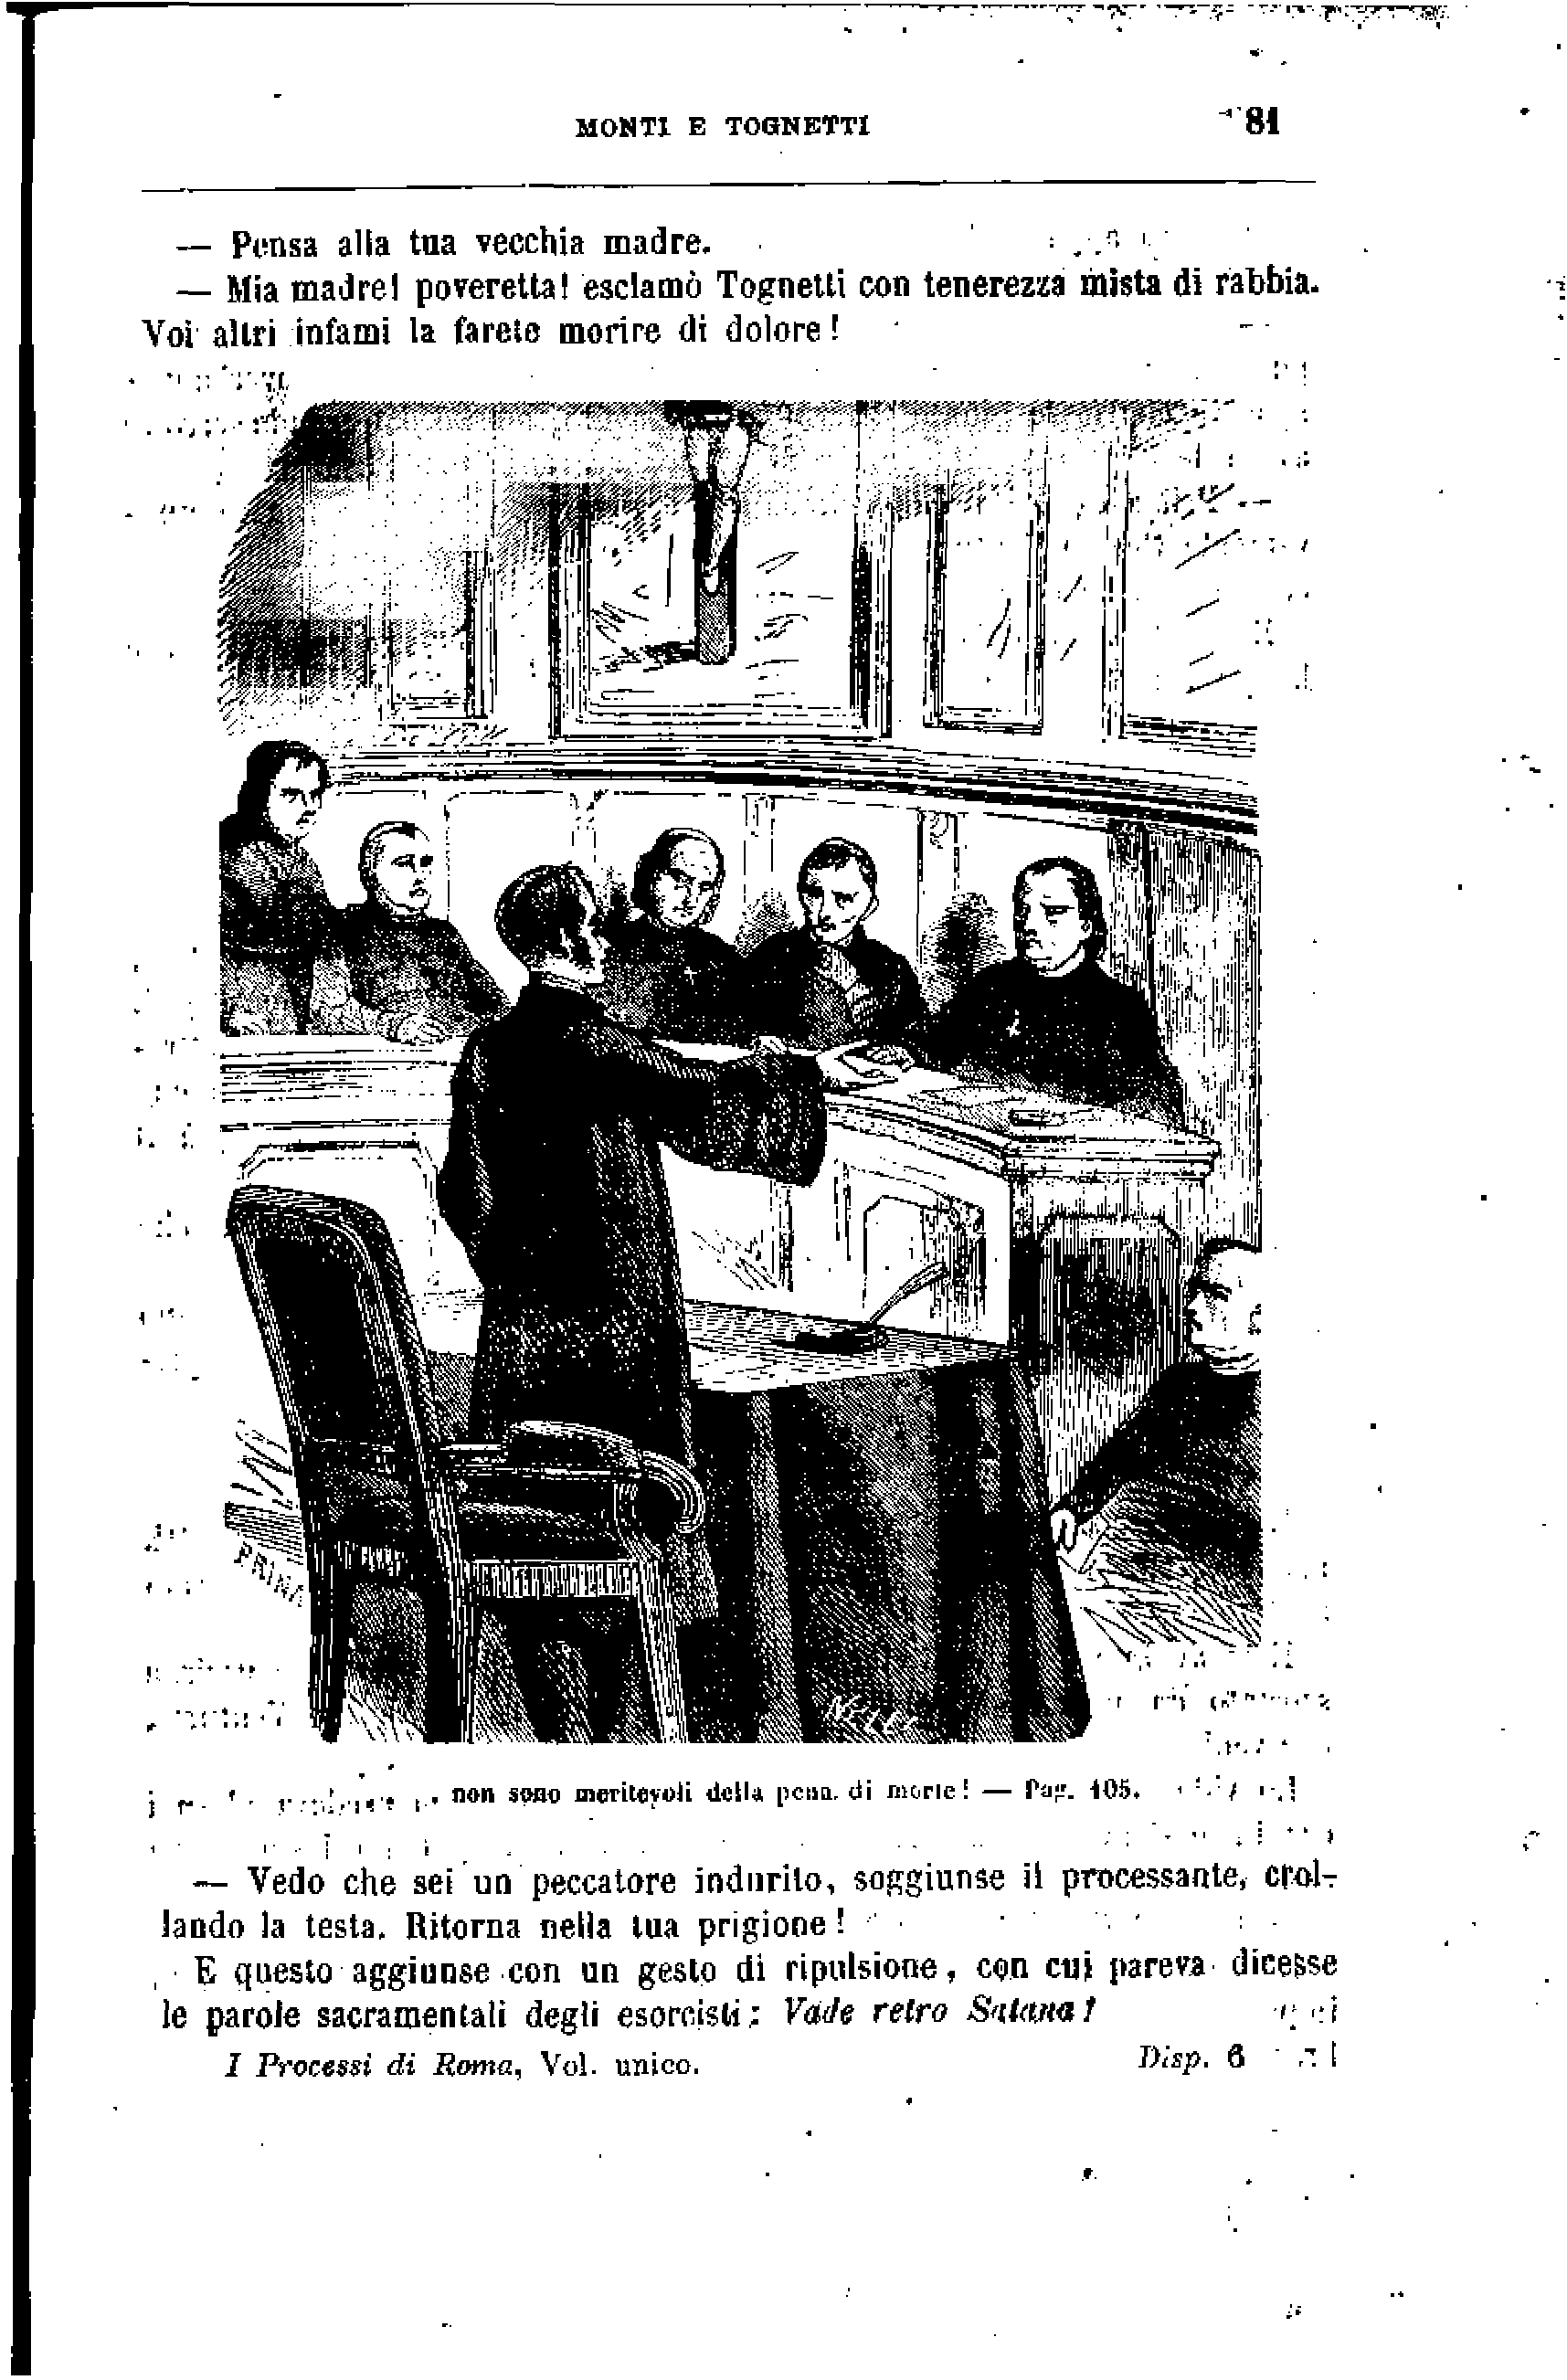 MONTI E TOGNETTI 81
— Pensa alla tua vecchia madre.
— Mia madre! poveretta! esclamò Tognetti con tenerezza mista di rabbia.
Voi altri infami la farete morire di dolore!
PRINA
non sono meritevoli della pena di morte! — Pag. 105.
— Vedo che sei un peccatore indurito, soggiunse il processante, crol-
lando la testa. Ritorna nella tua prigione!
E questo aggiunse con un gesto di ripulsione, con cui pareva dicesse
le parole sacramentali degli esorcisti: Vade retro Satana!
I Processi di Roma, Vol. unico. Disp. 6